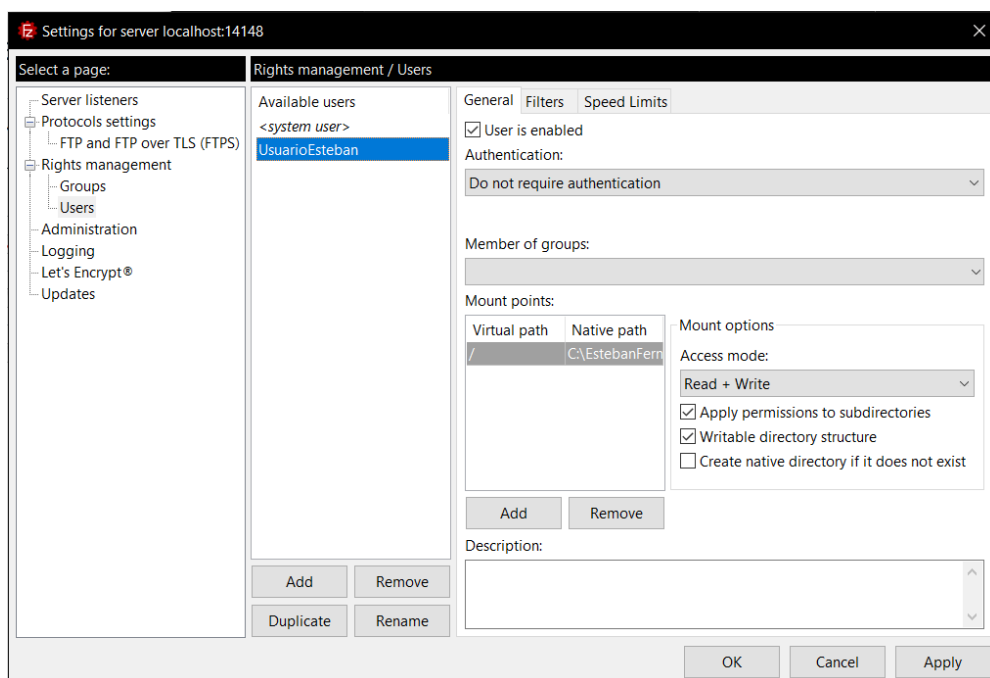 Settings for server localhost:14148
Select a page:
Server listeners
Protocols settings
FTP and FTP over TLS (FTPS)
Rights management
Groups
Users
Administration
Logging
Let's Encrypt®
Updates
Rights management / Users
Available users
<system user>
UsuarioEsteban
Add Remove
Duplicate Rename
General Filters Speed Limits
User is enabled
Authentication:
Do not require authentication
Member of groups:
Mount points:
Virtual path Native path
/ C:\EstebanFern
Mount options
Access mode:
Read + Write
Apply permissions to subdirectories
Writable directory structure
Create native directory if it does not exist
Add Remove
Description:
OK Cancel Apply